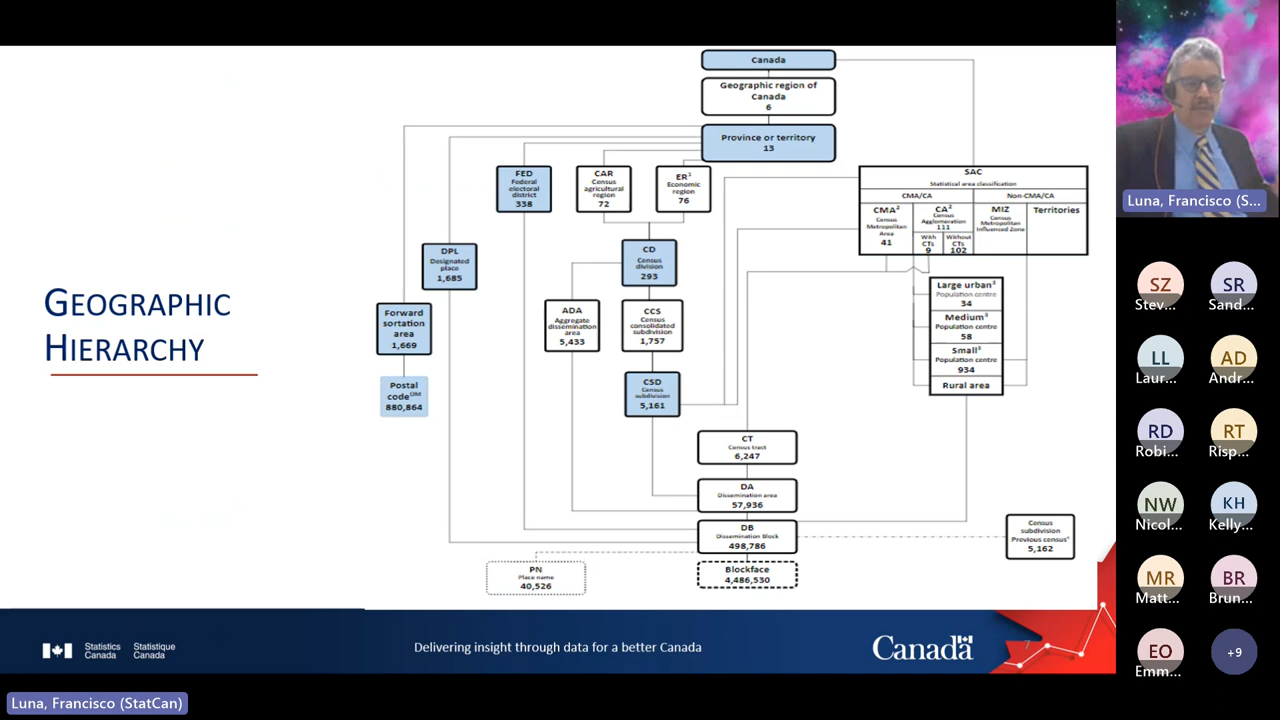 GEOGRAPHIC
HIERARCHY
Canada
Geographic region of
Canada
6
Province or territory
13
FED
Federal
electoral
district
338
CAR
Census
agricultural
region
72
ER¹
Economic
region
76
SAC
Statistical area classification
CMA/CA
Non-CMA/CA
CMA²
Census
Metropolitan
Area
41
CA²
Census
Agglomeration
111
With
CTs
9
Without
CTs
102
MIZ
Census
Metropolitan
Influenced Zone
Territories
DPL
Designated
place
1,685
CD
Census
division
293
Forward
sortation
area
1,669
ADA
Aggregate
dissemination
area
5,433
CCS
Census
consolidated
subdivision
1,757
Large urban³
Population centre
34
Medium³
Population centre
58
Small³
Population centre
934
Rural area
Postal
codeOM
880,864
CSD
Census
subdivision
5,161
CT
Census tract
6,247
DA
Dissemination area
57,936
DB
Dissemination Block
498,786
Census
subdivision
Previous census⁴
5,162
PN
Place name
40,526
Blockface
4,486,530
Statistics
Canada
Statistique
Canada
Delivering insight through data for a better Canada
Canada
7
Luna, Francisco (StatCan)
Luna, Francisco (S...
SZ
Stev...
SR
Sand...
LL
Laur...
AD
Andr...
RD
Robi...
RT
Risp...
NW
Nicol...
KH
Kelly...
MR
Matt...
BR
Brun...
EO
Emm...
+9